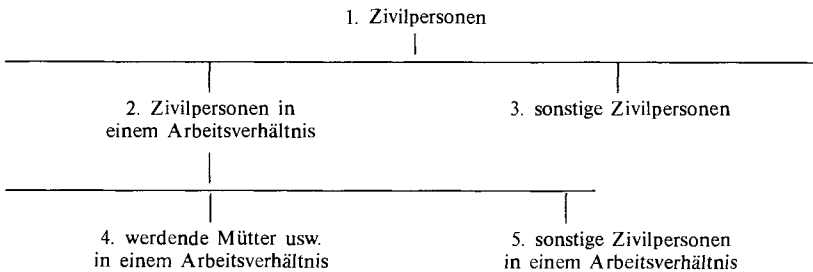 1. Zivilpersonen
2. Zivilpersonen in
einem Arbeitsverhältnis
3. sonstige Zivilpersonen
4. werdende Mütter usw.
in einem Arbeitsverhältnis
5. sonstige Zivilpersonen
in einem Arbeitsverhältnis